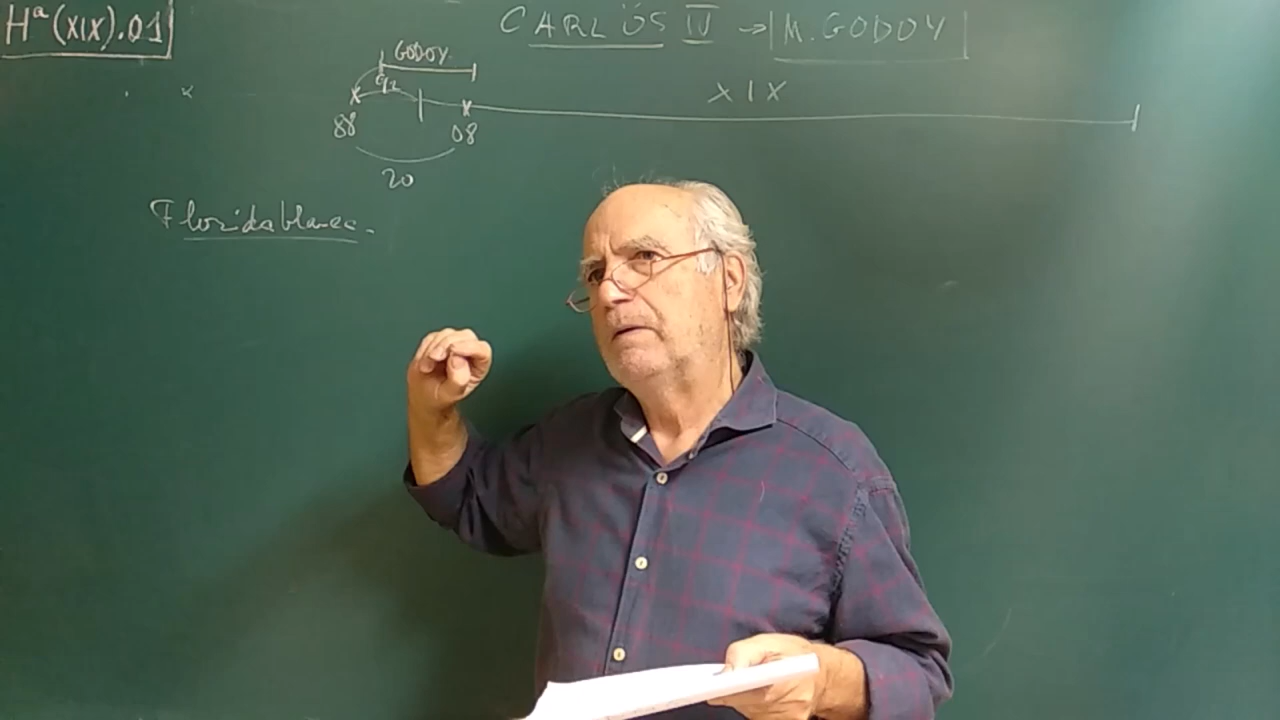 Hª(XIX).01
CARLOS IV → M. GODOY
GODOY
92
XIX
88
08
20
Floridablanca.